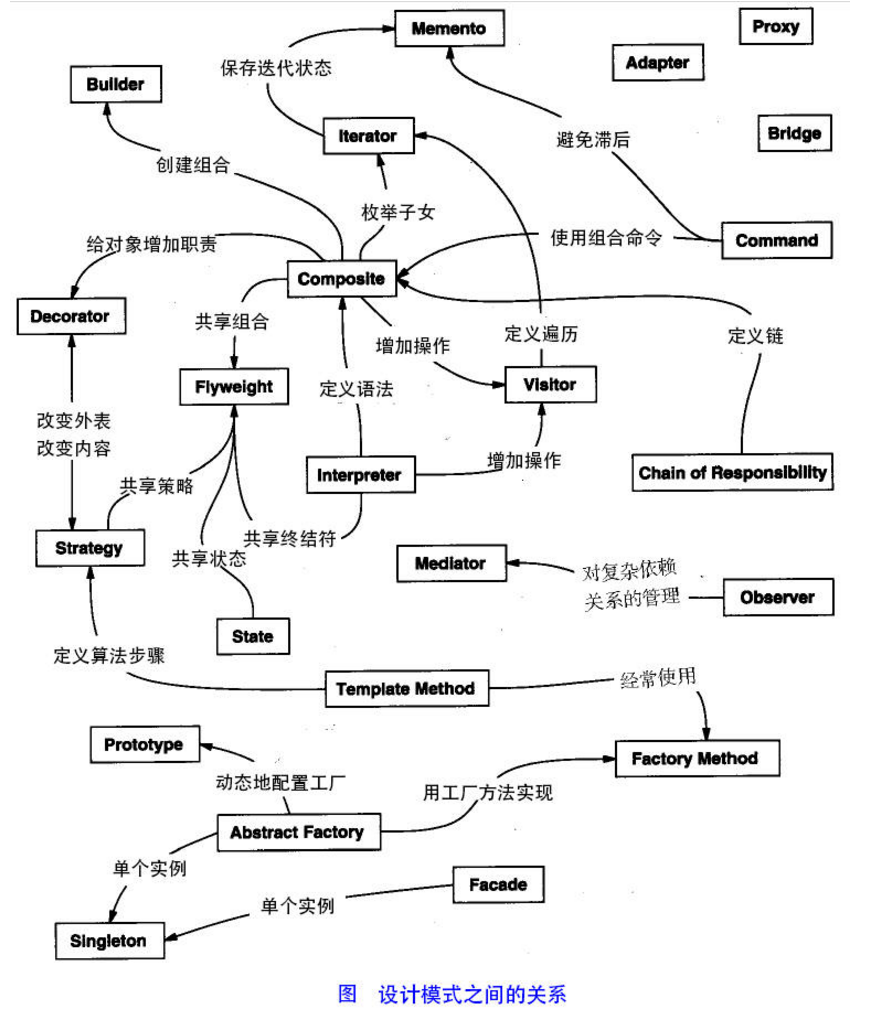 Memento
Proxy
Adapter
保存迭代状态
Builder
Iterator
Bridge
避免滞后
创建组合
枚举子女
给对象增加职责
使用组合命令
Command
Composite
Decorator
共享组合
增加操作
定义遍历
定义链
Flyweight
定义语法
Visitor
改变外表
改变内容
增加操作
Interpreter
Chain of Responsibility
共享策略
共享终结符
Strategy
共享状态
Mediator
对复杂依赖
关系的管理
Observer
State
定义算法步骤
Template Method
经常使用
Prototype
Factory Method
动态地配置工厂
用工厂方法实现
Abstract Factory
单个实例
Facade
单个实例
Singleton
图 设计模式之间的关系